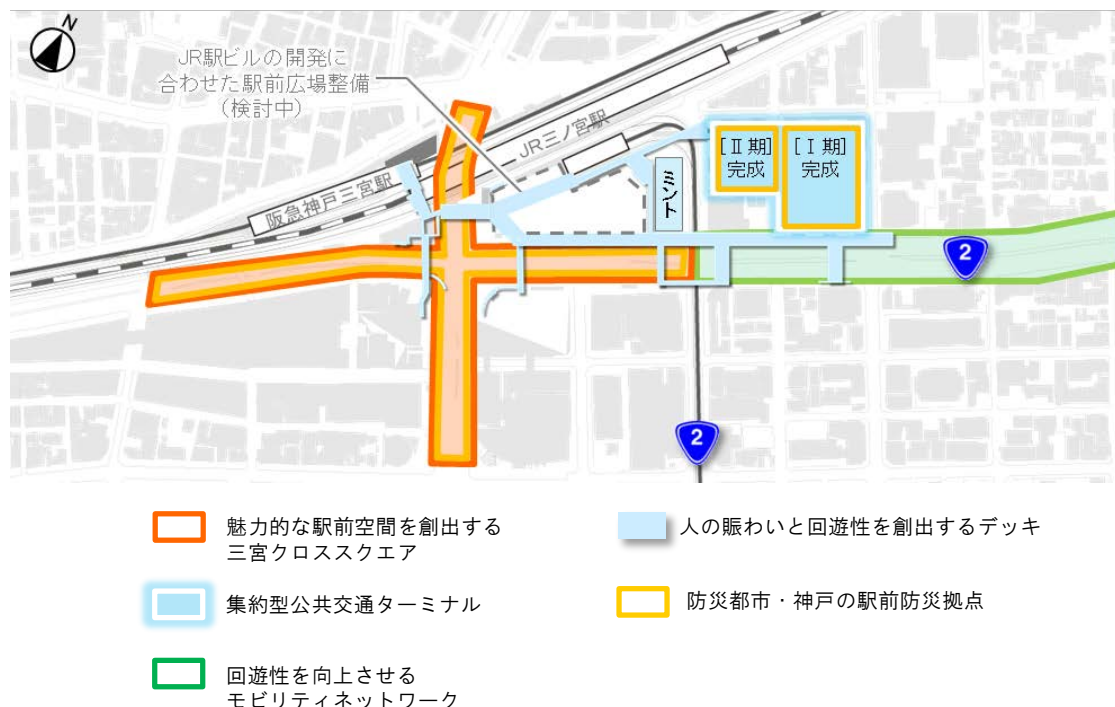 N
JR駅ビルの開発に
合わせた駅前広場整備
（検討中）
JR三ノ宮駅
阪急神戸三宮駅
ミント
［Ⅱ期］
完成
［Ⅰ期］
完成
2
2
魅力的な駅前空間を創出する
三宮クロススクエア
人の賑わいと回遊性を創出するデッキ
集約型公共交通ターミナル
防災都市・神戸の駅前防災拠点
回遊性を向上させる
モビリティネットワーク